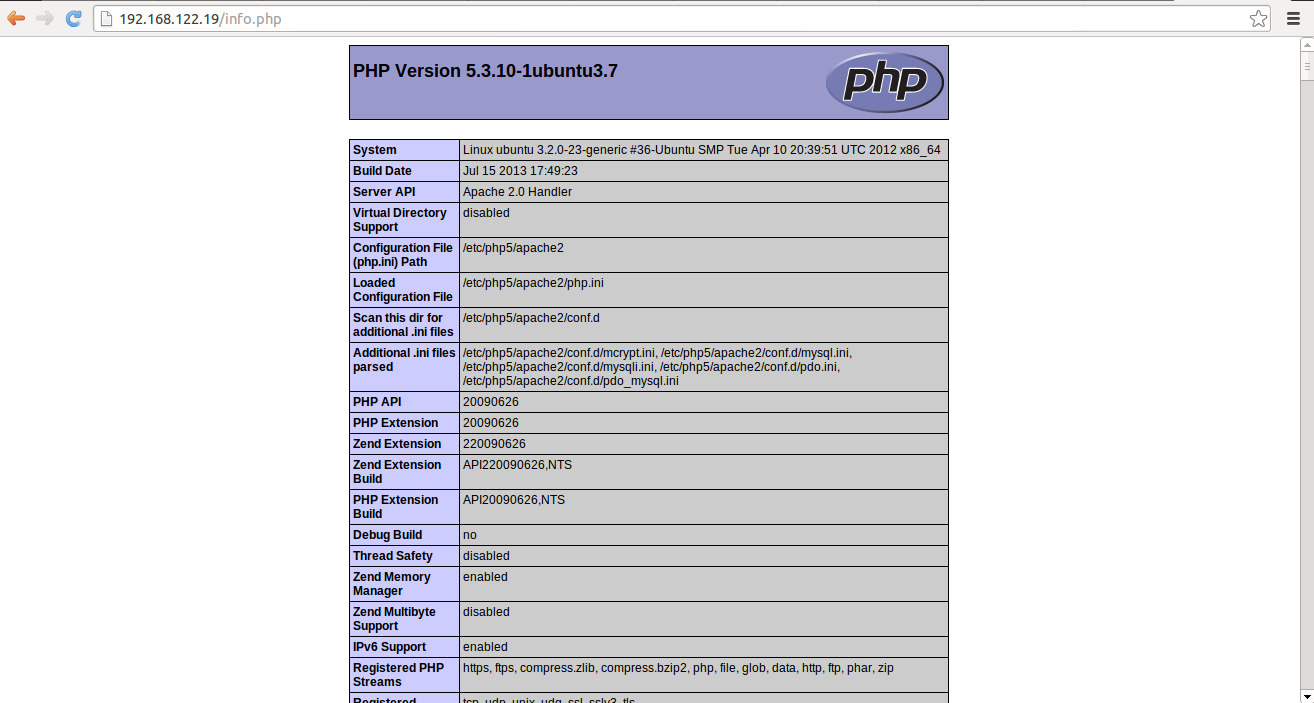 192.168.122.19/info.php
PHP Version 5.3.10-1ubuntu3.7
php
System Linux ubuntu 3.2.0-23-generic #36-Ubuntu SMP Tue Apr 10 20:39:51 UTC 2012 x86_64
Build Date Jul 15 2013 17:49:23
Server API Apache 2.0 Handler
Virtual Directory disabled
Support
Configuration File /etc/php5/apache2
(php.ini) Path
Loaded /etc/php5/apache2/php.ini
Configuration File
Scan this dir for /etc/php5/apache2/conf.d
additional .ini files
Additional .ini files /etc/php5/apache2/conf.d/mcrypt.ini, /etc/php5/apache2/conf.d/mysql.ini,
parsed /etc/php5/apache2/conf.d/mysqli.ini, /etc/php5/apache2/conf.d/pdo.ini,
/etc/php5/apache2/conf.d/pdo_mysql.ini
PHP API 20090626
PHP Extension 20090626
Zend Extension 220090626
Zend Extension API220090626,NTS
Build
PHP Extension API20090626,NTS
Build
Debug Build no
Thread Safety disabled
Zend Memory enabled
Manager
Zend Multibyte disabled
Support
IPv6 Support enabled
Registered PHP https, ftps, compress.zlib, compress.bzip2, php, file, glob, data, http, ftp, phar, zip
Streams
Registered tcp, udp, unix, udg, ssl, sslv3, tls